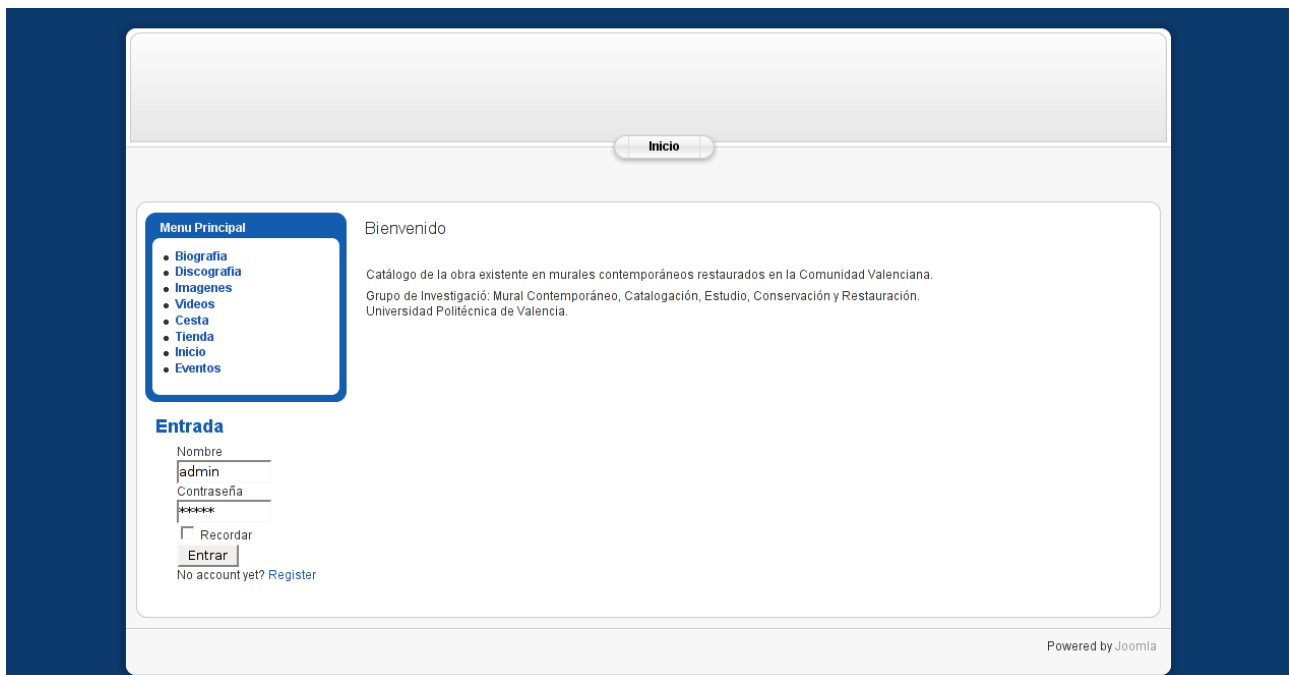 Inicio
Menu Principal
Biografia
Discografia
Imagenes
Videos
Cesta
Tienda
Inicio
Eventos
Bienvenido
Catálogo de la obra existente en murales contemporáneos restaurados en la Comunidad Valenciana.
Grupo de Investigació: Mural Contemporáneo, Catalogación, Estudio, Conservación y Restauración.
Universidad Politécnica de Valencia.
Entrada
Nombre
admin
Contraseña
*****
Recordar
Entrar
No account yet? Register
Powered by Joomla